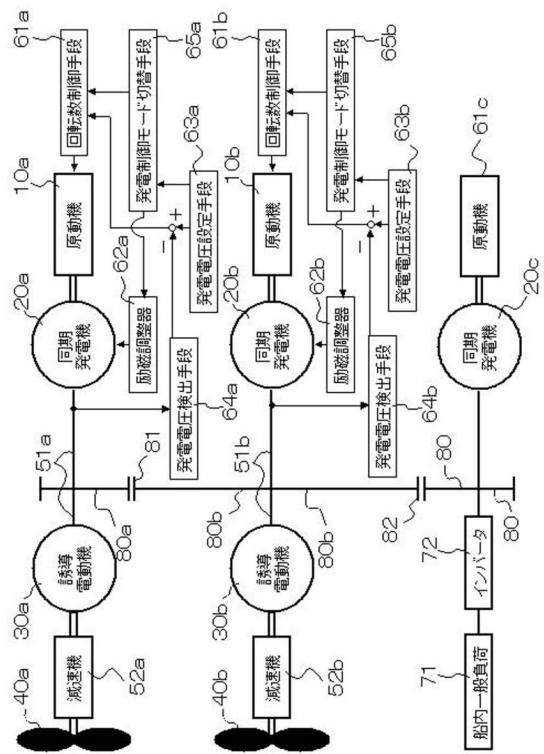 40a
減速機
52a
30a
誘導
電動機
80a
51a
81
20a
同期
発電機
10a
原動機
61a
回転数制御手段
62a
励磁調整器
65a
発電制御モード切替手段
64a
発電電圧検出手段
63a
発電電圧設定手段
+
−
40b
減速機
52b
30b
誘導
電動機
80b
80b
51b
82
20b
同期
発電機
10b
原動機
61b
回転数制御手段
62b
励磁調整器
65b
発電制御モード切替手段
64b
発電電圧検出手段
63b
発電電圧設定手段
+
−
71
船内一般負荷
72
インバータ
80
80
20c
同期
発電機
原動機
61c